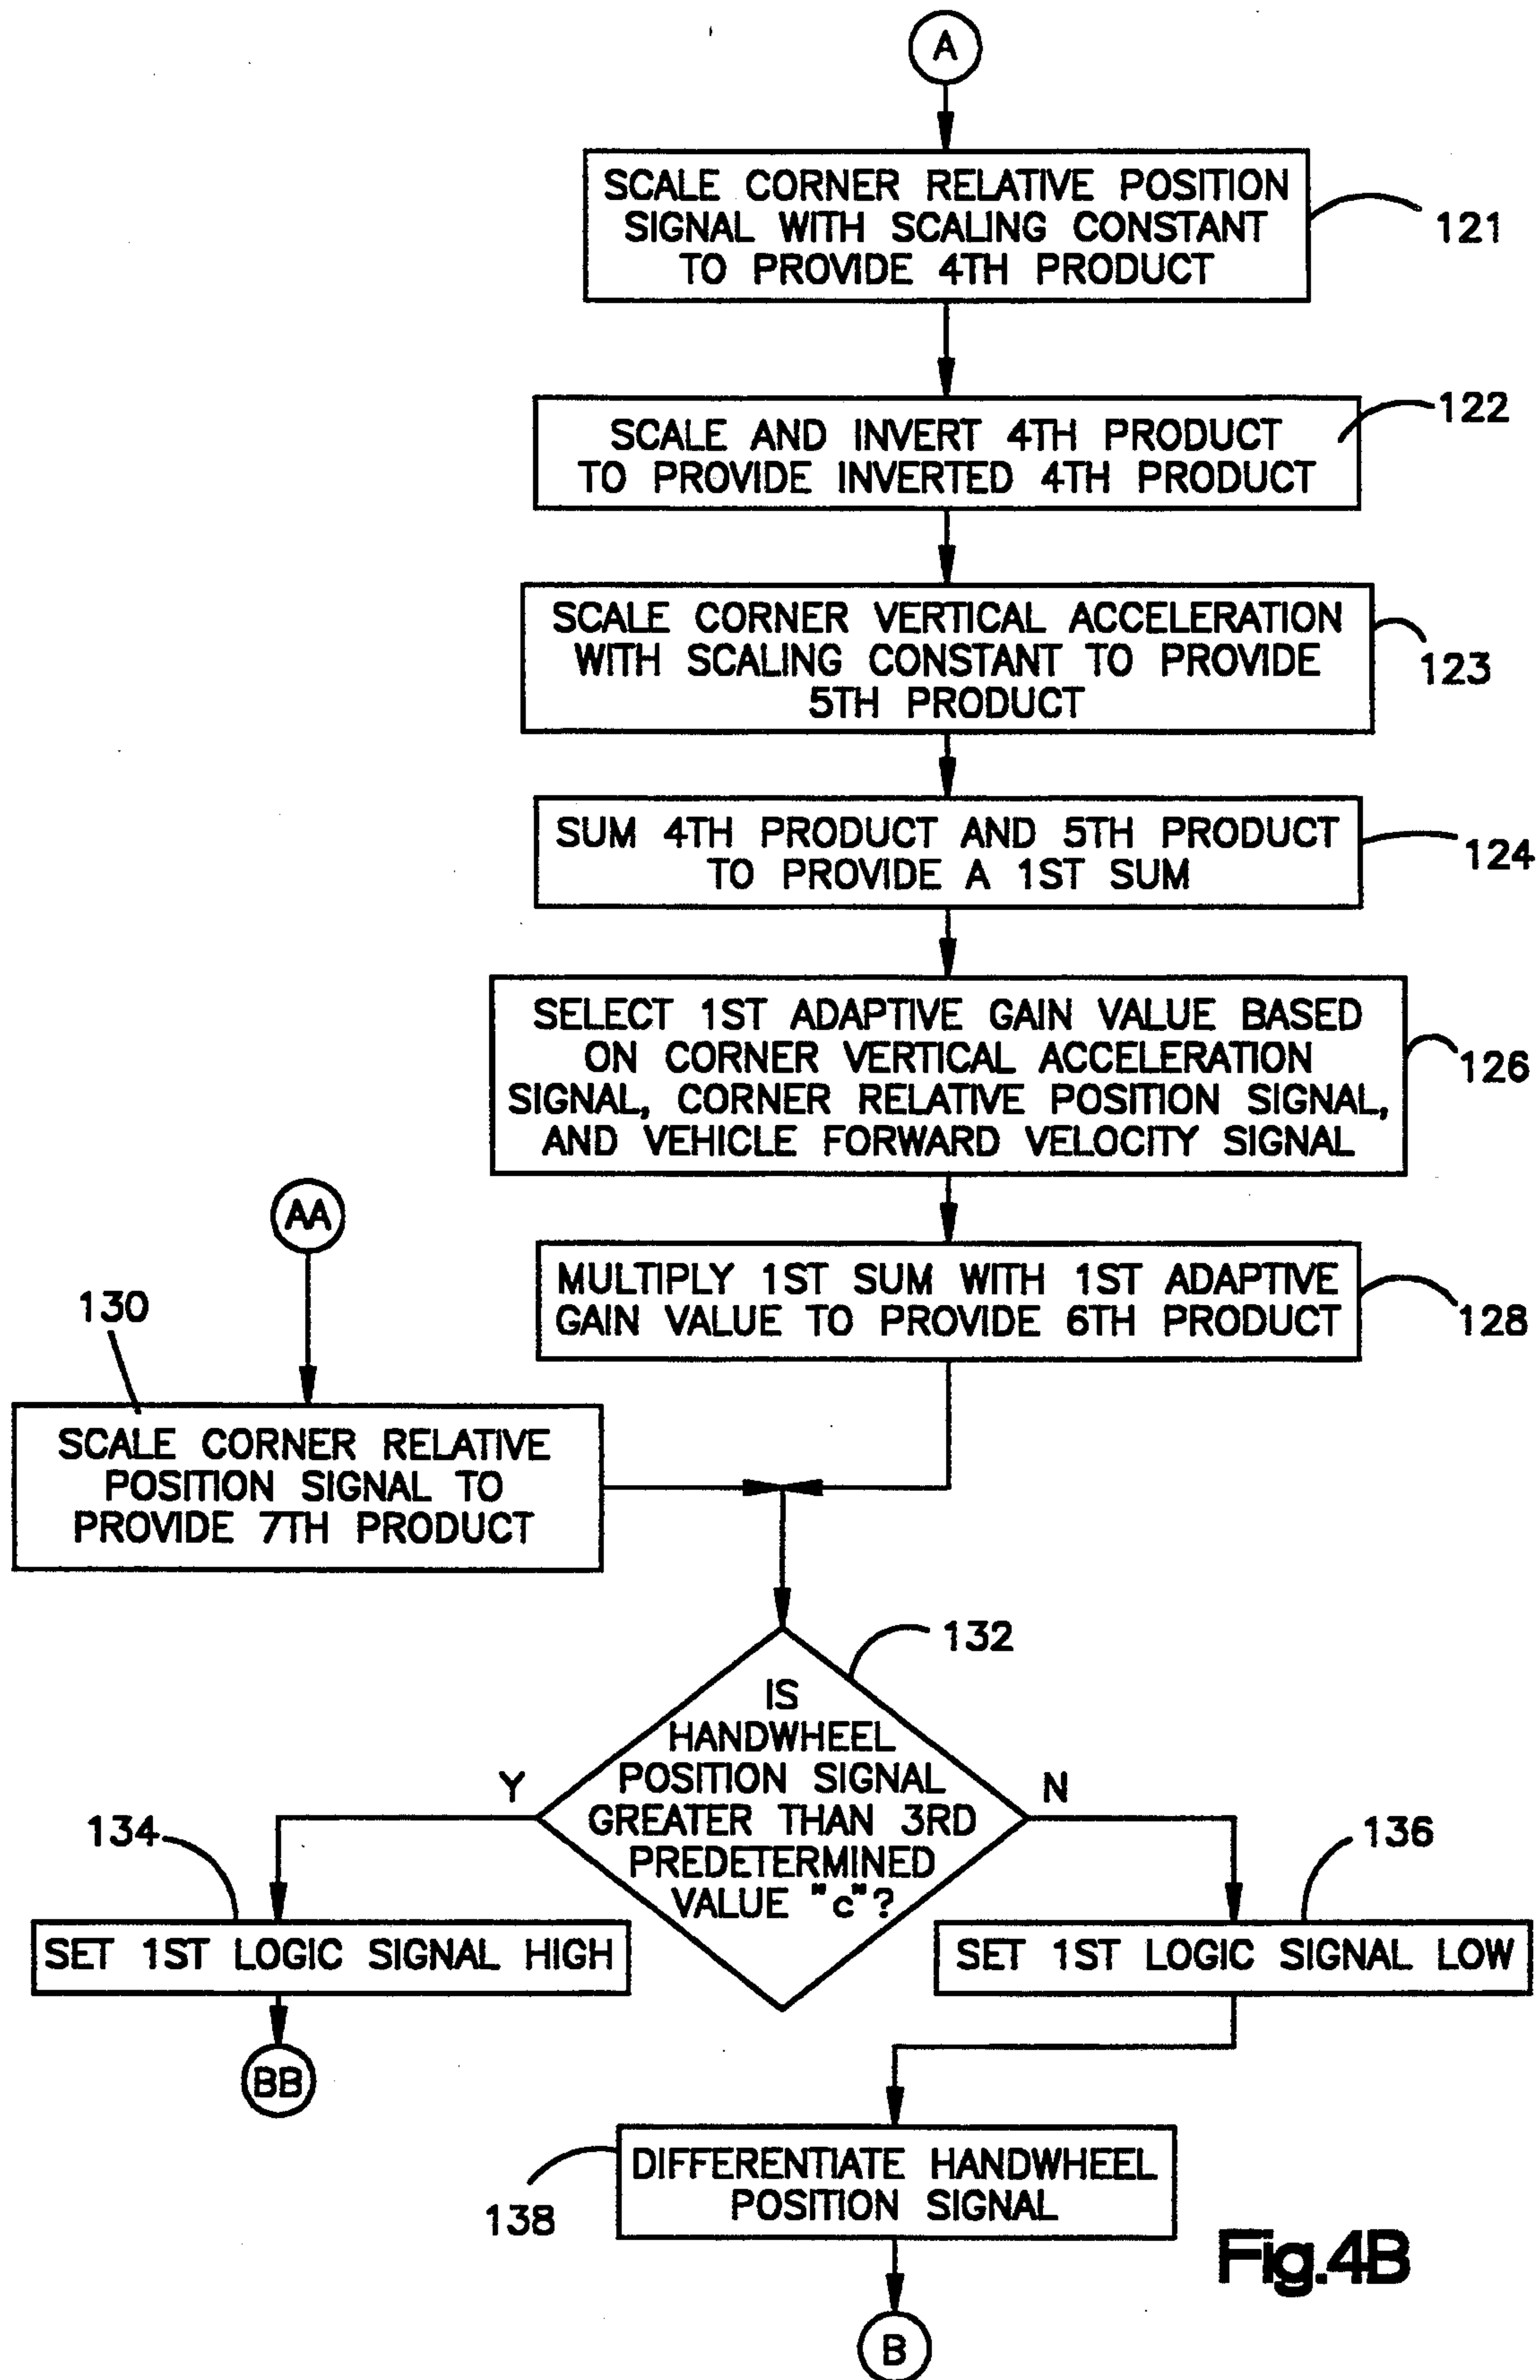 A
SCALE CORNER RELATIVE POSITION
SIGNAL WITH SCALING CONSTANT
TO PROVIDE 4TH PRODUCT
121
SCALE AND INVERT 4TH PRODUCT
TO PROVIDE INVERTED 4TH PRODUCT
122
SCALE CORNER VERTICAL ACCELERATION
WITH SCALING CONSTANT TO PROVIDE
5TH PRODUCT
123
SUM 4TH PRODUCT AND 5TH PRODUCT
TO PROVIDE A 1ST SUM
124
SELECT 1ST ADAPTIVE GAIN VALUE BASED
ON CORNER VERTICAL ACCELERATION
SIGNAL, CORNER RELATIVE POSITION SIGNAL,
AND VEHICLE FORWARD VELOCITY SIGNAL
126
AA
MULTIPLY 1ST SUM WITH 1ST ADAPTIVE
GAIN VALUE TO PROVIDE 6TH PRODUCT
128
130
SCALE CORNER RELATIVE
POSITION SIGNAL TO
PROVIDE 7TH PRODUCT
132
IS
HANDWHEEL
POSITION SIGNAL
GREATER THAN 3RD
PREDETERMINED
VALUE "c"?
Y
N
134
136
SET 1ST LOGIC SIGNAL HIGH
SET 1ST LOGIC SIGNAL LOW
BB
DIFFERENTIATE HANDWHEEL
POSITION SIGNAL
138
Fig.4B
B